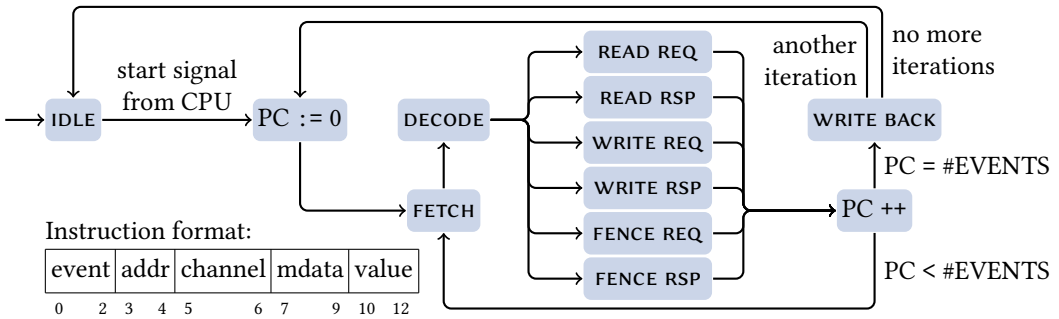 READ REQ
another
iteration
no more
iterations
start signal
from CPU
READ RSP
IDLE
PC := 0
DECODE
WRITE REQ
WRITE BACK
WRITE RSP
PC = #EVENTS
FETCH
PC ++
Instruction format:
FENCE REQ
event addr channel mdata value
FENCE RSP
PC < #EVENTS
0 2 3 4 5 6 7 9 10 12